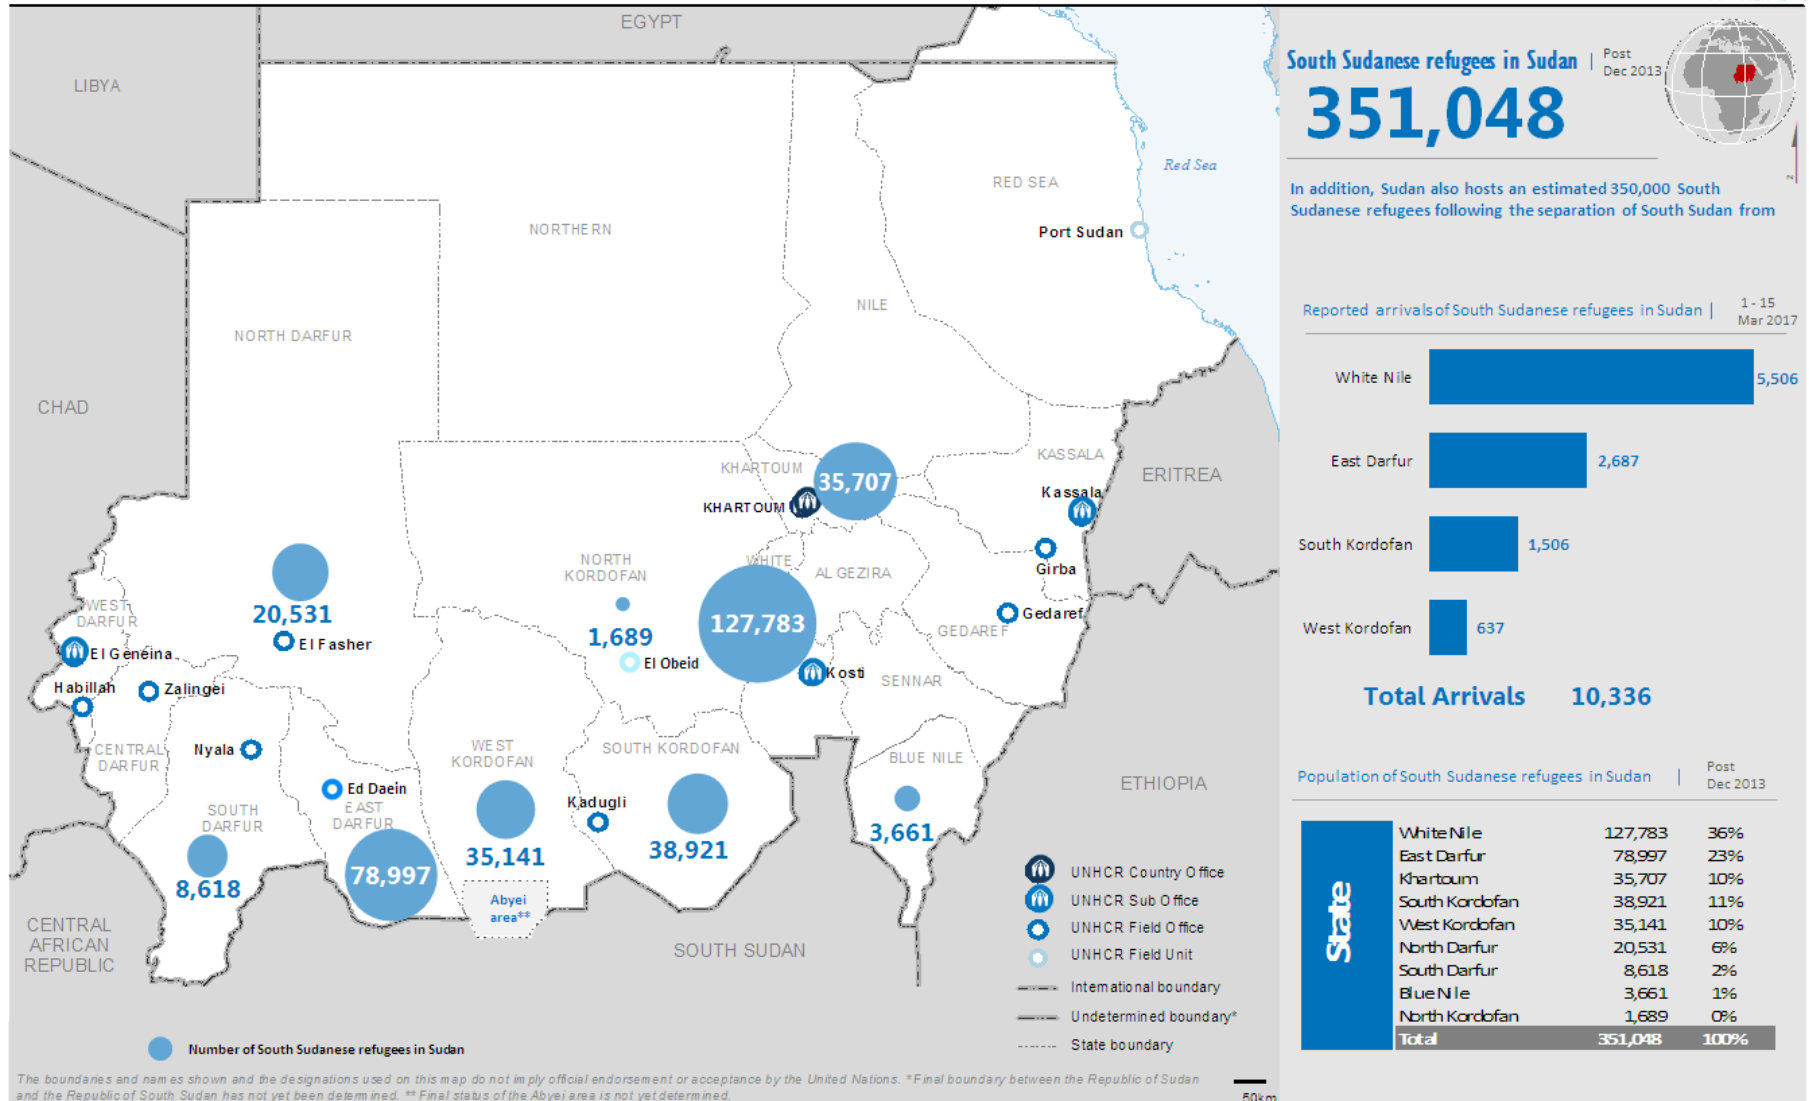 EGYPT
LIBYA
Red Sea
RED SEA
NORTHERN
Port Sudan
NILE
NORTH DARFUR
CHAD
KHARTOUM
35,707
KHARTOUM
KASSALA
Kassala
ERITREA
NORTH
KORDOFAN
WHITE
AL GEZIRA
Girba
WEST
DARFUR
20,531
El Fasher
1,689
El Obeid
127,783
Gedaref
GEDAREF
El Geneina
Habillah
Zalingei
Kosti
SENNAR
CENTRAL
DARFUR
Nyala
WEST
KORDOFAN
SOUTH KORDOFAN
BLUE NILE
ETHIOPIA
Ed Daein
EAST
DARFUR
SOUTH
DARFUR
Kadugli
3,661
35,141
38,921
8,618
78,997
Abyei
area**
CENTRAL
AFRICAN
REPUBLIC
SOUTH SUDAN
UNHCR Country Office
UNHCR Sub Office
UNHCR Field Office
UNHCR Field Unit
International boundary
Undetermined boundary*
State boundary
Number of South Sudanese refugees in Sudan
The boundaries and names shown and the designations used on this map do not imply official endorsement or acceptance by the United Nations. *Final boundary between the Republic of Sudan
and the Republic of South Sudan has not yet been determined. ** Final status of the Abyei area is not yet determined.
50km
South Sudanese refugees in Sudan | Post
Dec 2013
351,048
N
In addition, Sudan also hosts an estimated 350,000 South
Sudanese refugees following the separation of South Sudan from
Reported arrivals of South Sudanese refugees in Sudan | 1 - 15
Mar 2017
White Nile 5,506
East Darfur 2,687
South Kordofan 1,506
West Kordofan 637
Total Arrivals 10,336
Population of South Sudanese refugees in Sudan | Post
Dec 2013
State
White Nile 127,783 36%
East Darfur 78,997 23%
Khartoum 35,707 10%
South Kordofan 38,921 11%
West Kordofan 35,141 10%
North Darfur 20,531 6%
South Darfur 8,618 2%
Blue Nile 3,661 1%
North Kordofan 1,689 0%
Total 351,048 100%